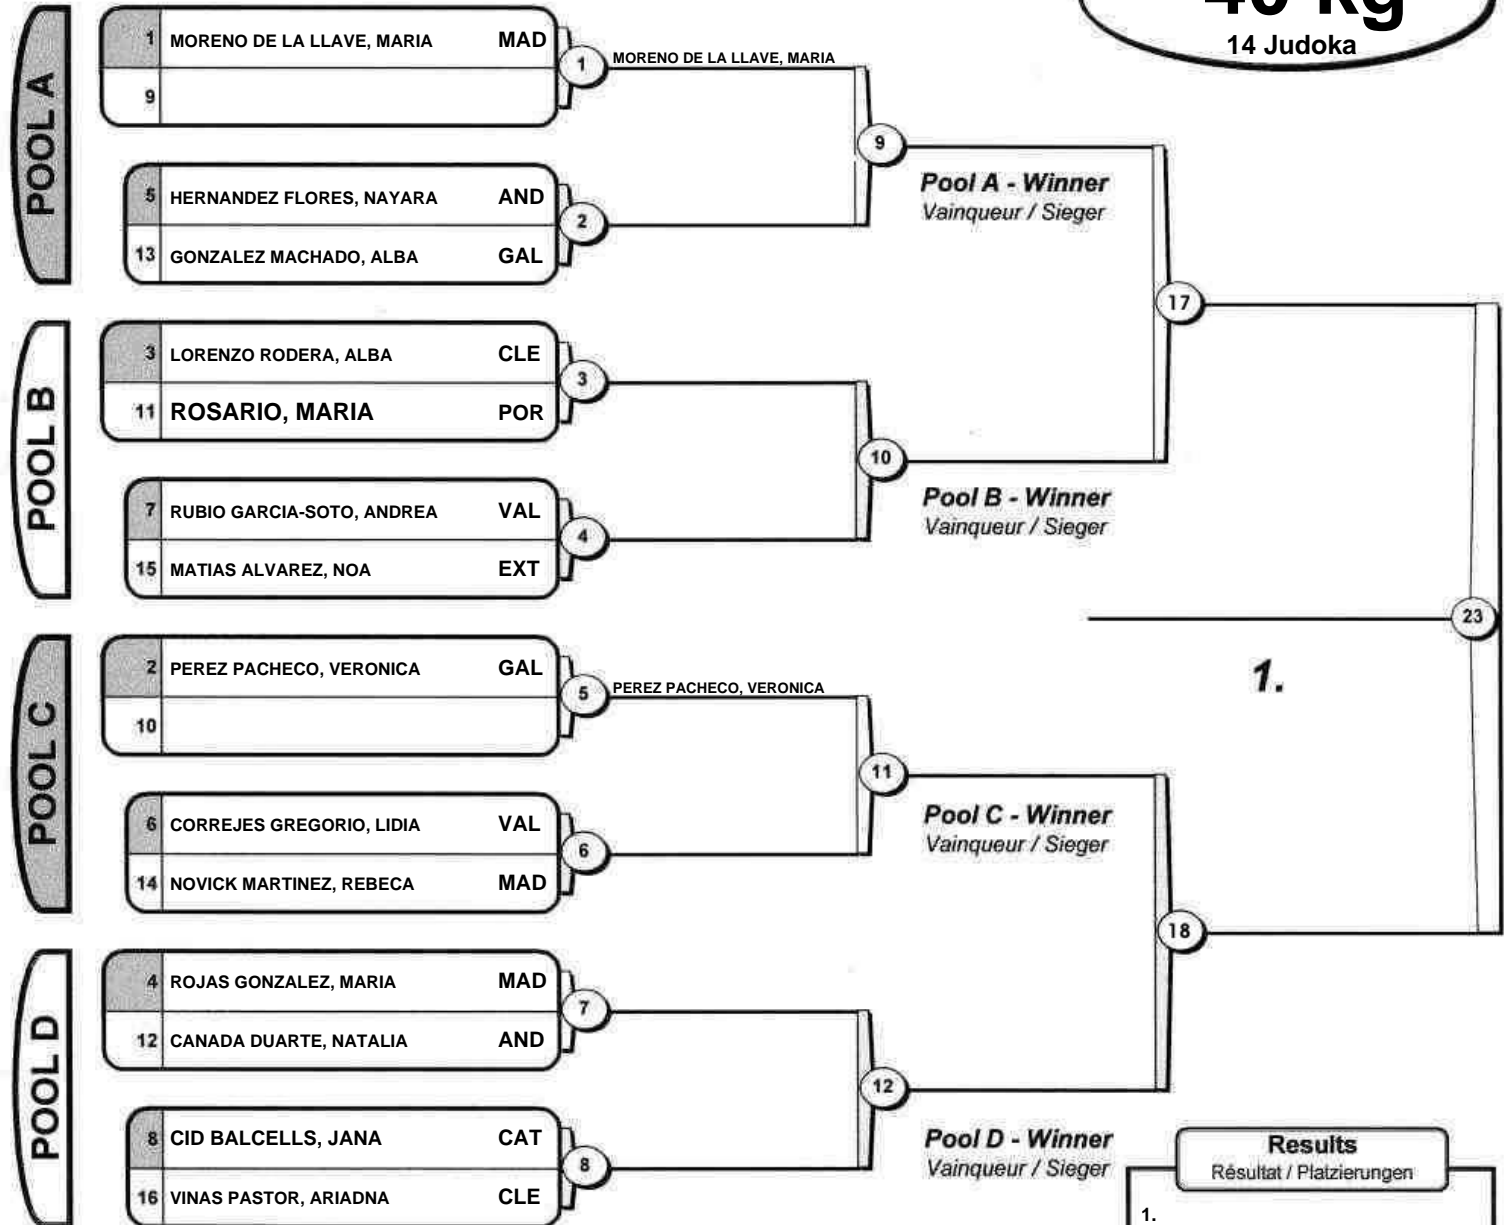 40 kg
14 Judoka
POOL A
1 MORENO DE LA LLAVE, MARIA MAD
9
1
MORENO DE LA LLAVE, MARIA
5 HERNANDEZ FLORES, NAYARA AND
13 GONZALEZ MACHADO, ALBA GAL
2
9
Pool A - Winner
Vainqueur / Sieger
POOL B
3 LORENZO RODERA, ALBA CLE
11 ROSARIO, MARIA POR
3
7 RUBIO GARCIA-SOTO, ANDREA VAL
15 MATIAS ALVAREZ, NOA EXT
4
10
Pool B - Winner
Vainqueur / Sieger
17
POOL C
2 PEREZ PACHECO, VERONICA GAL
10
5
PEREZ PACHECO, VERONICA
6 CORREJES GREGORIO, LIDIA VAL
14 NOVICK MARTINEZ, REBECA MAD
6
11
Pool C - Winner
Vainqueur / Sieger
23
1.
POOL D
4 ROJAS GONZALEZ, MARIA MAD
12 CANADA DUARTE, NATALIA AND
7
8 CID BALCELLS, JANA CAT
16 VINAS PASTOR, ARIADNA CLE
8
12
Pool D - Winner
Vainqueur / Sieger
18
Results
Résultat / Platzierungen
1.